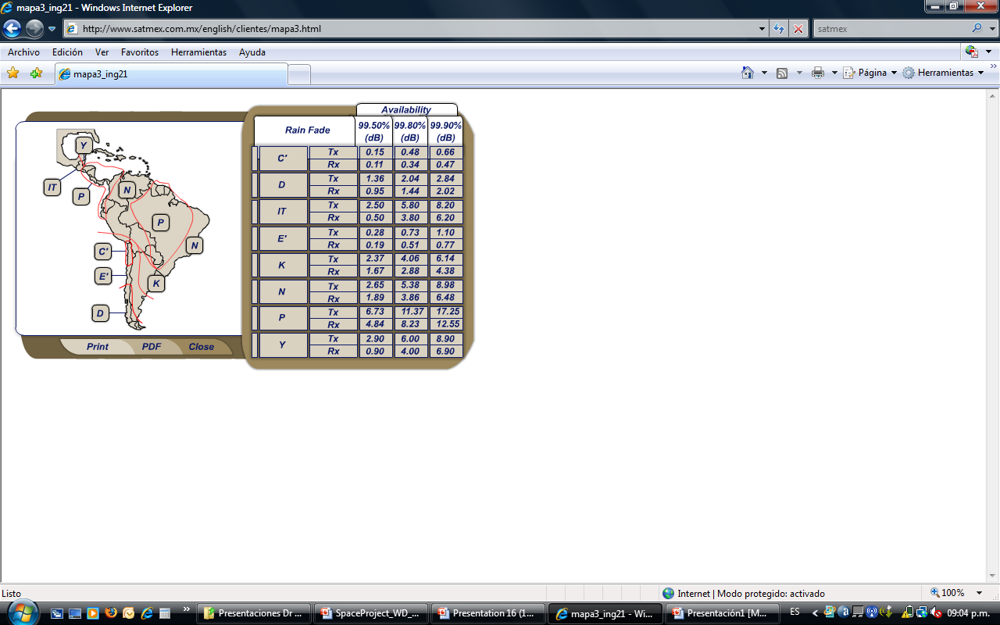 mapa3_ing21 - Windows Internet Explorer
http://www.satmex.com.mx/english/clientes/mapa3.html
satmex
Archivo Edición Ver Favoritos Herramientas Ayuda
mapa3_ing21
Página Herramientas
Y
IT
P
N
P
N
C'
E'
K
D
Print PDF Close
Availability
Rain Fade 99.50% (dB) 99.80% (dB) 99.90% (dB)
C' Tx 0.15 0.48 0.66
Rx 0.11 0.34 0.47
D Tx 1.36 2.04 2.84
Rx 0.95 1.44 2.02
IT Tx 2.50 5.80 8.20
Rx 0.50 3.80 6.20
E' Tx 0.28 0.73 1.10
Rx 0.19 0.51 0.77
K Tx 2.37 4.06 6.14
Rx 1.67 2.88 4.38
N Tx 2.65 5.38 8.98
Rx 1.89 3.86 6.48
P Tx 6.73 11.37 17.25
Rx 4.84 8.23 12.55
Y Tx 2.90 6.00 8.90
Rx 0.90 4.00 6.90
Listo
Internet | Modo protegido: activado
100%
Presentaciones Dr ...
SpaceProject_WD_...
Presentation 16 (1...
mapa3_ing21 - Wi...
Presentación1 [M...
ES
09:04 p.m.